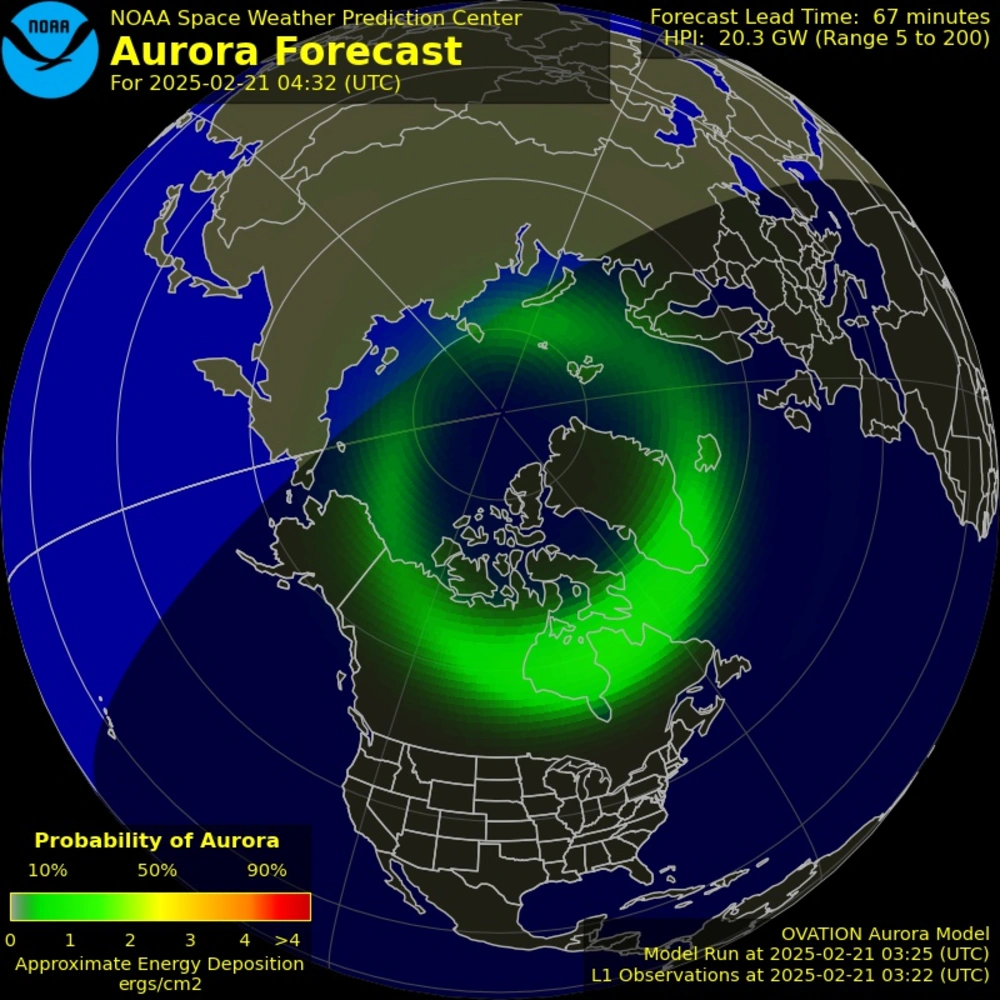 NOAA
NOAA Space Weather Prediction Center
Aurora Forecast
For 2025-02-21 04:32 (UTC)
Forecast Lead Time: 67 minutes
HPI: 20.3 GW (Range 5 to 200)
Probability of Aurora
10% 50% 90%
0 1 2 3 4 >4
Approximate Energy Deposition
ergs/cm2
OVATION Aurora Model
Model Run at 2025-02-21 03:25 (UTC)
L1 Observations at 2025-02-21 03:22 (UTC)